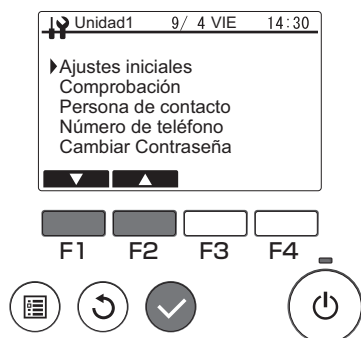 Unidad1 9/ 4 VIE 14:30
Ajustes iniciales
Comprobación
Persona de contacto
Número de teléfono
Cambiar Contraseña
F1 F2 F3 F4